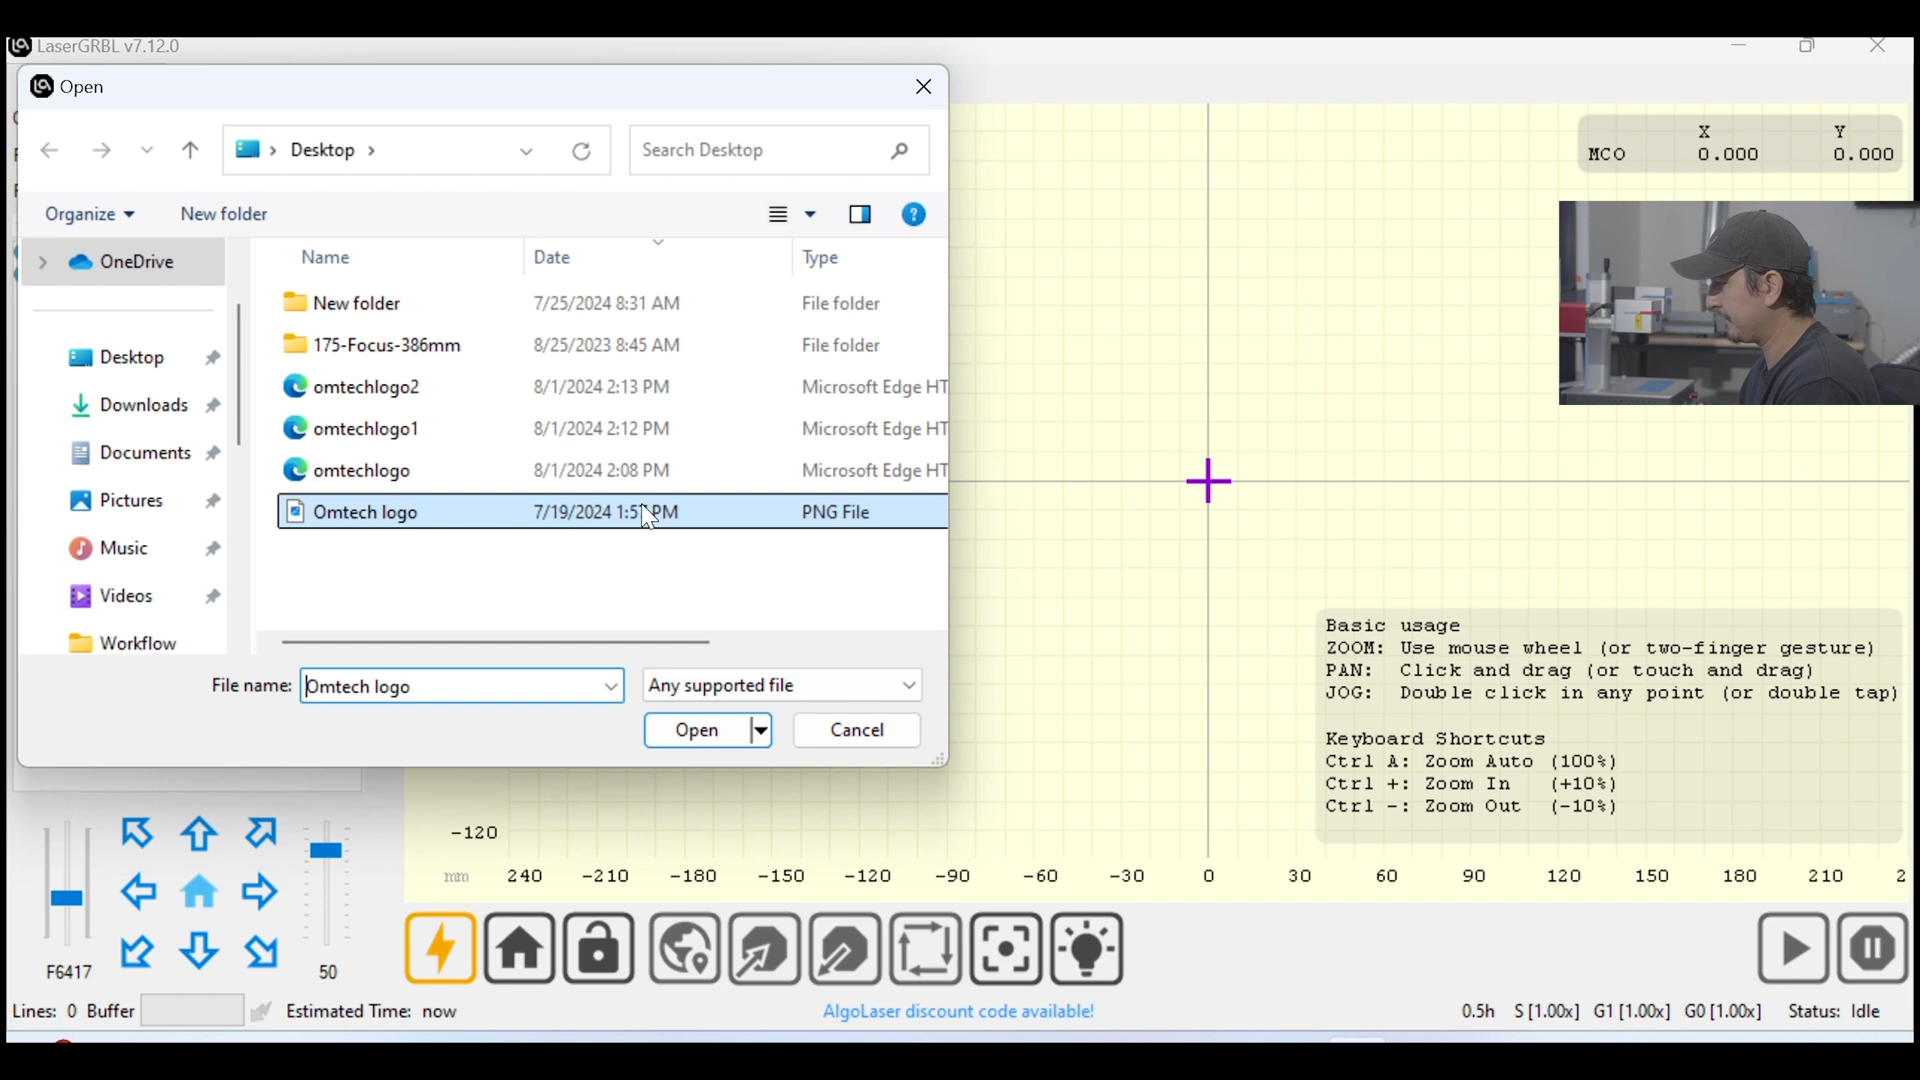 LaserGRBL v7.12.0
Open
Desktop
Search Desktop
Organize
New folder
OneDrive
Desktop
Downloads
Documents
Pictures
Music
Videos
Workflow
Name Date Type
New folder 7/25/2024 8:31 AM File folder
175-Focus-386mm 8/25/2023 8:45 AM File folder
omtechlogo2 8/1/2024 2:13 PM Microsoft Edge HT
omtechlogo1 8/1/2024 2:12 PM Microsoft Edge HT
omtechlogo 8/1/2024 2:08 PM Microsoft Edge HT
Omtech logo 7/19/2024 PM PNG File
File name: Omtech logo
Any supported file
Open
Cancel
X Y
MCO 0.000 0.000
Basic usage
ZOOM: Use mouse wheel (or two-finger gesture)
PAN: Click and drag (or touch and drag)
JOG: Double click in any point (or double tap)
Keyboard Shortcuts
Ctrl A: Zoom Auto (100%)
Ctrl +: Zoom In (+10%)
Ctrl -: Zoom Out (-10%)
-120
mm 240 -210 -180 -150 -120 -90 -60 -30 0 30 60 90 120 150 180 210 2
F6417
50
Lines: 0 Buffer
Estimated Time: now
AlgoLaser discount code available!
0.5h S [1.00x] G1 [1.00x] G0 [1.00x] Status: Idle